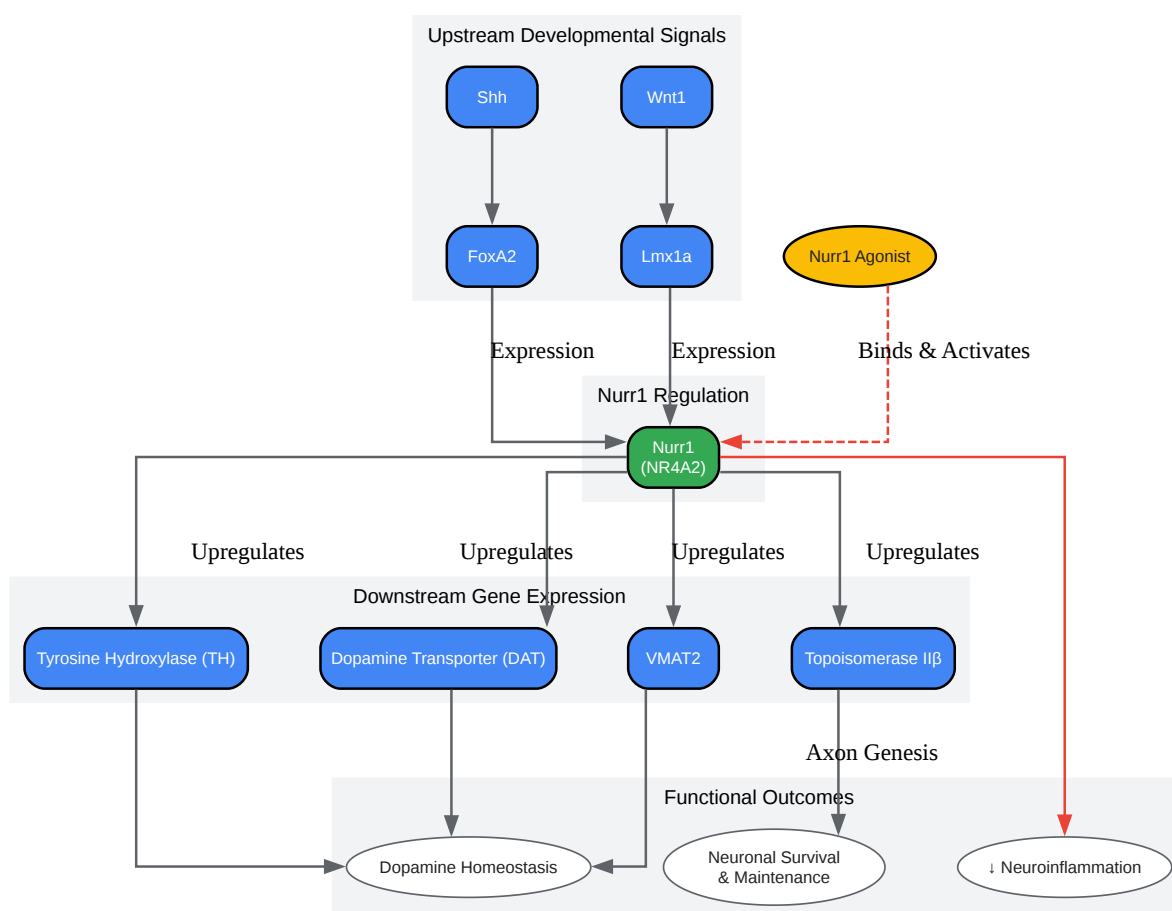 Upstream Developmental Signals
Shh
Wnt1
FoxA2
Lmx1a
Nurr1 Agonist
Expression
Expression
Binds & Activates
Nurr1 Regulation
Nurr1
(NR4A2)
Upregulates
Upregulates
Upregulates
Upregulates
Downstream Gene Expression
Tyrosine Hydroxylase (TH)
Dopamine Transporter (DAT)
VMAT2
Topoisomerase IIβ
Axon Genesis
Functional Outcomes
Dopamine Homeostasis
Neuronal Survival
& Maintenance
↓ Neuroinflammation